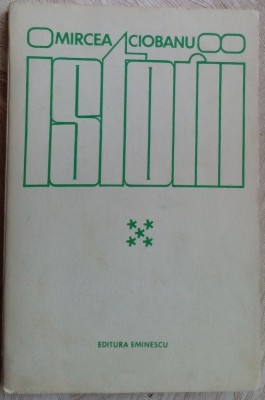 MIRCEA CIOBANU
ISTORII
*****
EDITURA EMINESCU